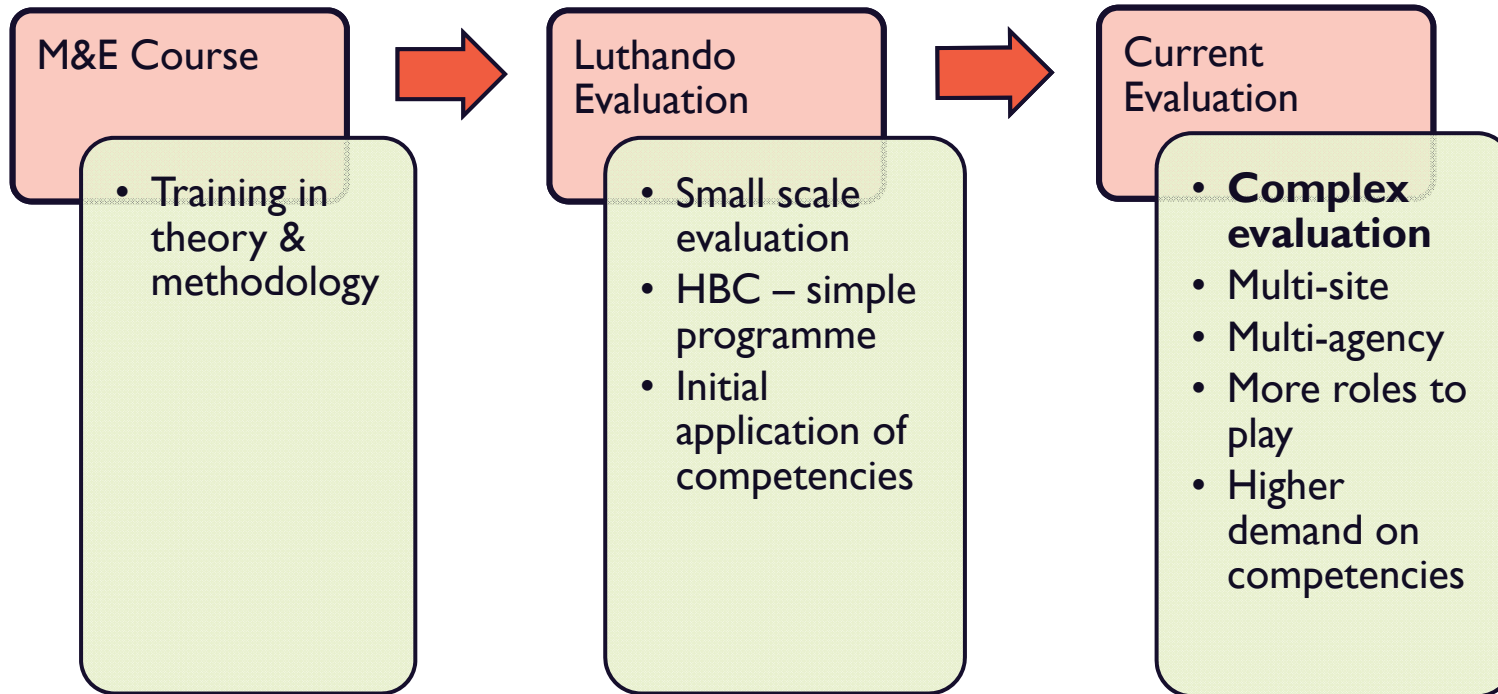 M&E Course
• Training in
theory &
methodology
Luthando
Evaluation
• Small scale
evaluation
• HBC – simple
programme
• Initial
application of
competencies
Current
Evaluation
• Complex
evaluation
• Multi-site
• Multi-agency
• More roles to
play
• Higher
demand on
competencies